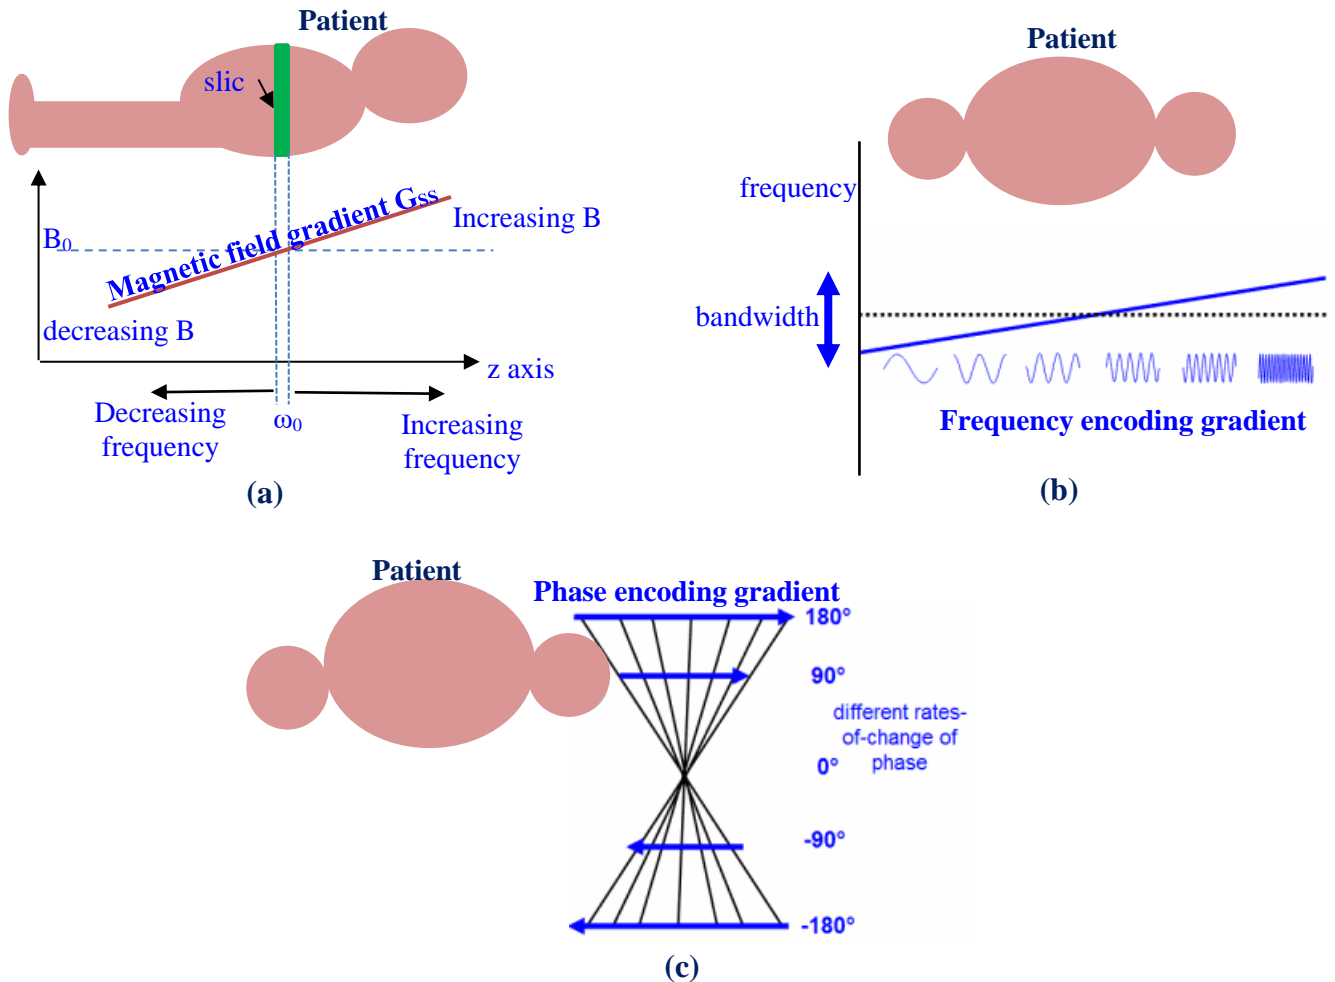 Patient
slic
Magnetic field gradient Gss
Increasing B
B₀
decreasing B
z axis
Decreasing
frequency
ω₀
Increasing
frequency
(a)
Patient
frequency
bandwidth
Frequency encoding gradient
(b)
Patient
Phase encoding gradient
180°
90°
different rates-
of-change of
phase
0°
-90°
-180°
(c)